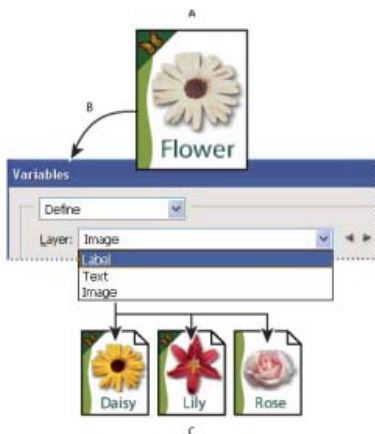 A
B
Flower
Variables
Define
Layer: Image
Label
Text
Image
Daisy Lily Rose
C